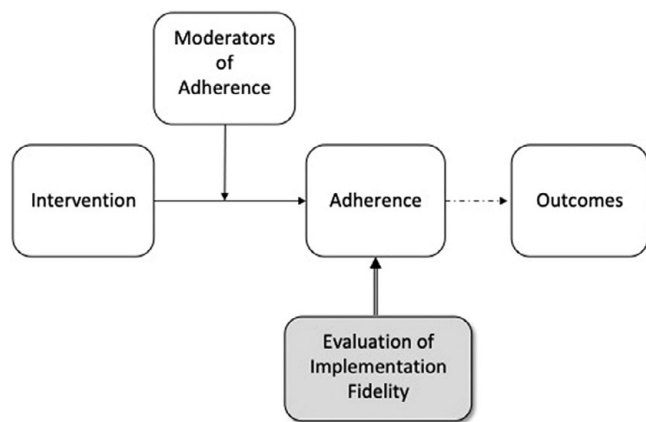 Moderators
of
Adherence
Intervention
Adherence
Outcomes
Evaluation of
Implementation
Fidelity